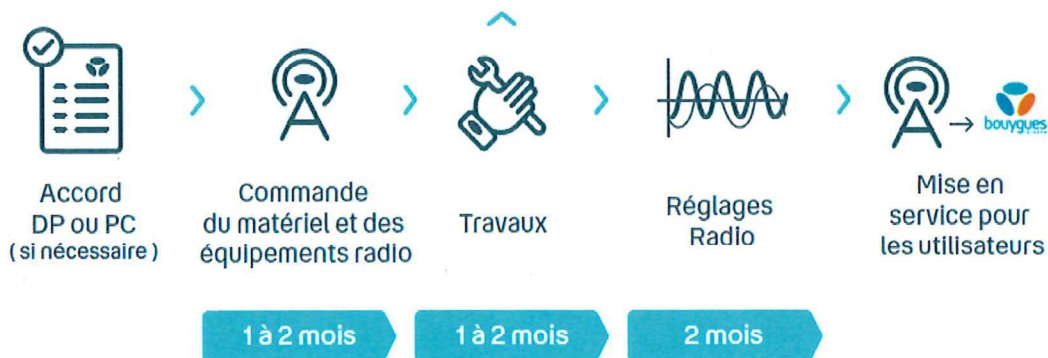 Accord
DP ou PC
( si nécessaire )
Commande
du matériel et des
équipements radio
Travaux
Réglages
Radio
bouygues
Mise en
service pour
les utilisateurs
1 à 2 mois
1 à 2 mois
2 mois